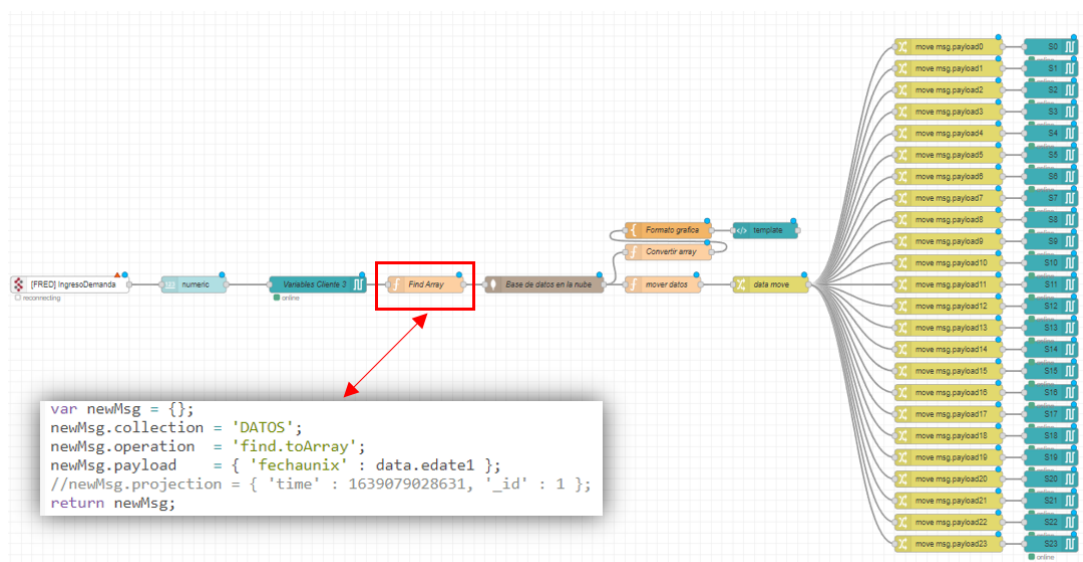 [FRED] IngresoDemanda
reconnecting
numeric
Variables Cliente 3
online
Find Array
Base de datos en la nube
Formato grafica
template
Convertir array
mover datos
data move
move msg.payload0
S0
move msg.payload1
S1
move msg.payload2
S2
move msg.payload3
S3
move msg.payload4
S4
move msg.payload5
S5
move msg.payload6
S6
move msg.payload7
S7
move msg.payload8
S8
move msg.payload9
S9
move msg.payload10
S10
move msg.payload11
S11
move msg.payload12
S12
move msg.payload13
S13
move msg.payload14
S14
move msg.payload15
S15
move msg.payload16
S16
move msg.payload17
S17
move msg.payload18
S18
move msg.payload19
S19
move msg.payload20
S20
move msg.payload21
S21
move msg.payload22
S22
move msg.payload23
S23
online
var newMsg = {};
newMsg.collection = 'DATOS';
newMsg.operation  = 'find.toArray';
newMsg.payload    = { 'fechaunix' : data.edate1 };
//newMsg.projection = { 'time' : 1639079028631, '_id' : 1 };
return newMsg;